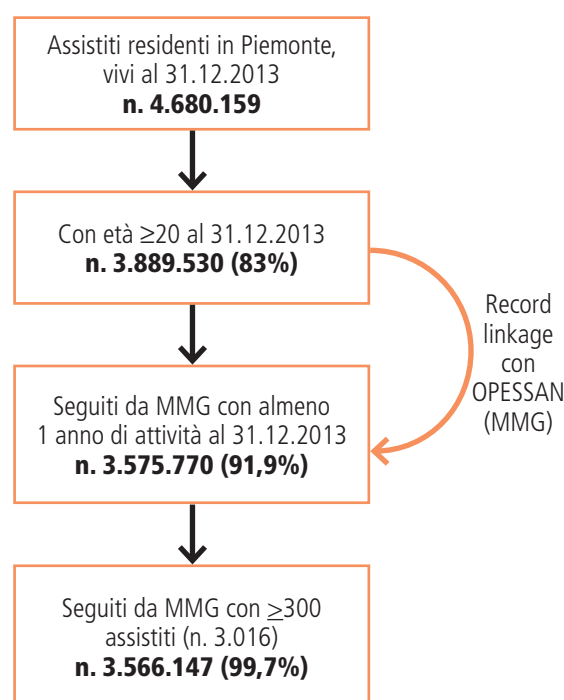 Assistiti residenti in Piemonte,
vivi al 31.12.2013
n. 4.680.159
Con età ≥20 al 31.12.2013
n. 3.889.530 (83%)
Record
linkage
con
OPESSAN
(MMG)
Seguiti da MMG con almeno
1 anno di attività al 31.12.2013
n. 3.575.770 (91,9%)
Seguiti da MMG con ≥300
assistiti (n. 3.016)
n. 3.566.147 (99,7%)